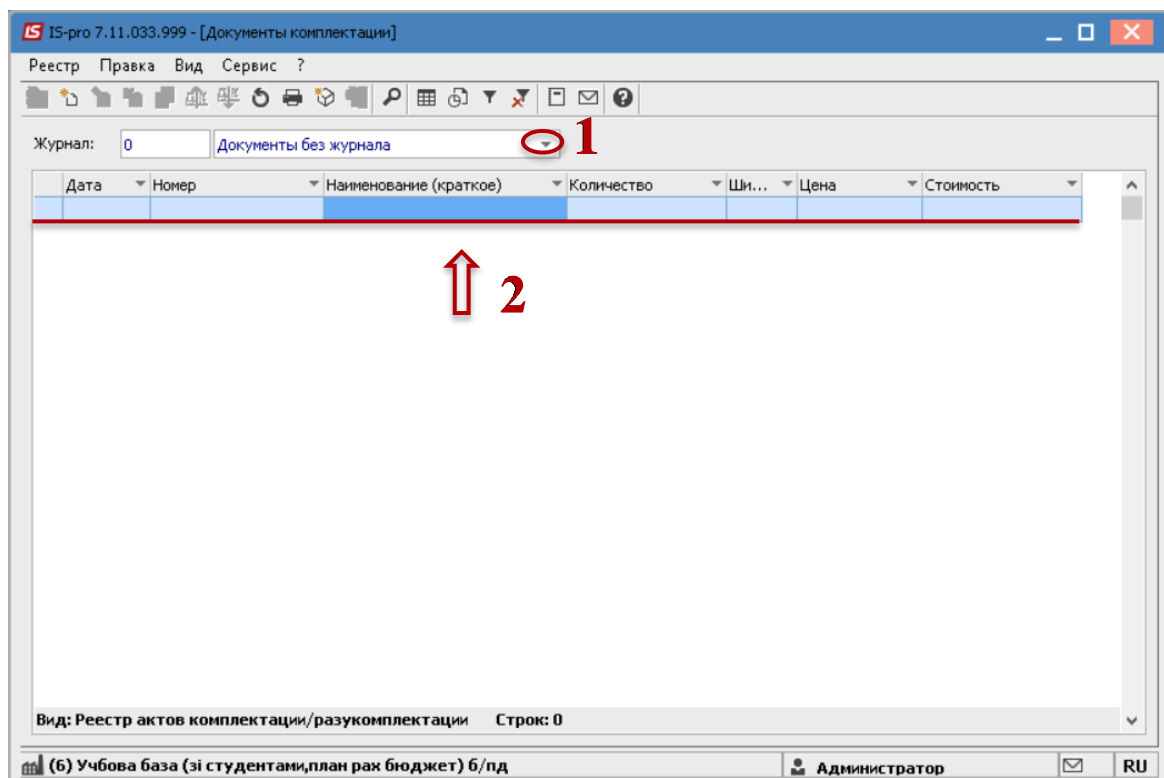 IS IS-pro 7.11.033.999 - [Документы комплектации]
Реестр Правка Вид Сервис ?
Журнал: 0 Документы без журнала 1
Дата Номер Наименование (краткое) Количество Ши... Цена Стоимость
2
Вид: Реестр актов комплектации/разукомплектации Строк: 0
(6) Учбова база (зі студентами,план рах бюджет) б/пд Администратор RU